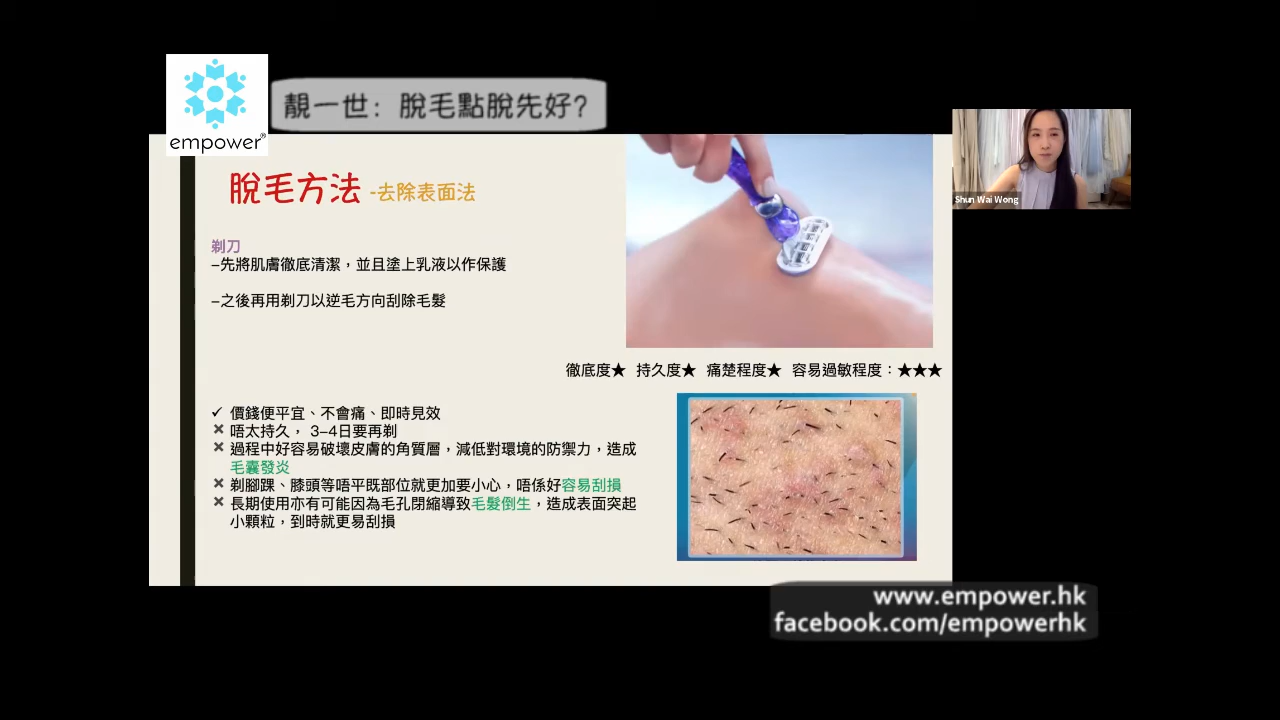 empower®
靚一世：脫毛點脫先好?
Shun Wai Wong
脫毛方法 -去除表面法
剃刀
–先將肌膚徹底清潔，並且塗上乳液以作保護
–之後再用剃刀以逆毛方向刮除毛髮
徹底度★ 持久度★ 痛楚程度★ 容易過敏程度：★★★
✓ 價錢便平宜、不會痛、即時見效
✕ 唔太持久， 3–4日要再剃
✕ 過程中好容易破壞皮膚的角質層，減低對環境的防禦力，造成
毛囊發炎
✕ 剃腳踝、膝頭等唔平既部位就更加要小心，唔係好容易刮損
✕ 長期使用亦有可能因為毛孔閉縮導致毛髮倒生，造成表面突起
小顆粒，到時就更易刮損
www.empower.hk
facebook.com/empowerhk